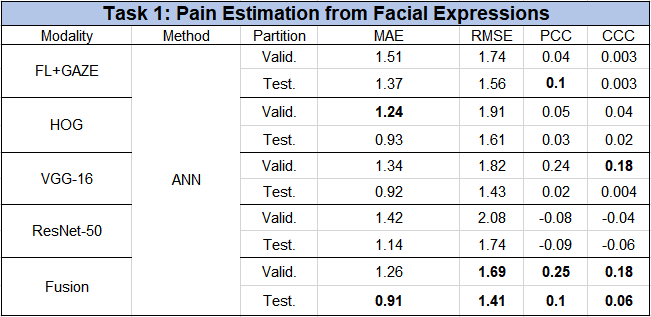 Task 1: Pain Estimation from Facial Expressions
Modality Method Partition MAE RMSE PCC CCC
FL+GAZE ANN Valid. 1.51 1.74 0.04 0.003
Test. 1.37 1.56 0.1 0.003
HOG Valid. 1.24 1.91 0.05 0.04
Test. 0.93 1.61 0.03 0.02
VGG-16 Valid. 1.34 1.82 0.24 0.18
Test. 0.92 1.43 0.02 0.004
ResNet-50 Valid. 1.42 2.08 -0.08 -0.04
Test. 1.14 1.74 -0.09 -0.06
Fusion Valid. 1.26 1.69 0.25 0.18
Test. 0.91 1.41 0.1 0.06